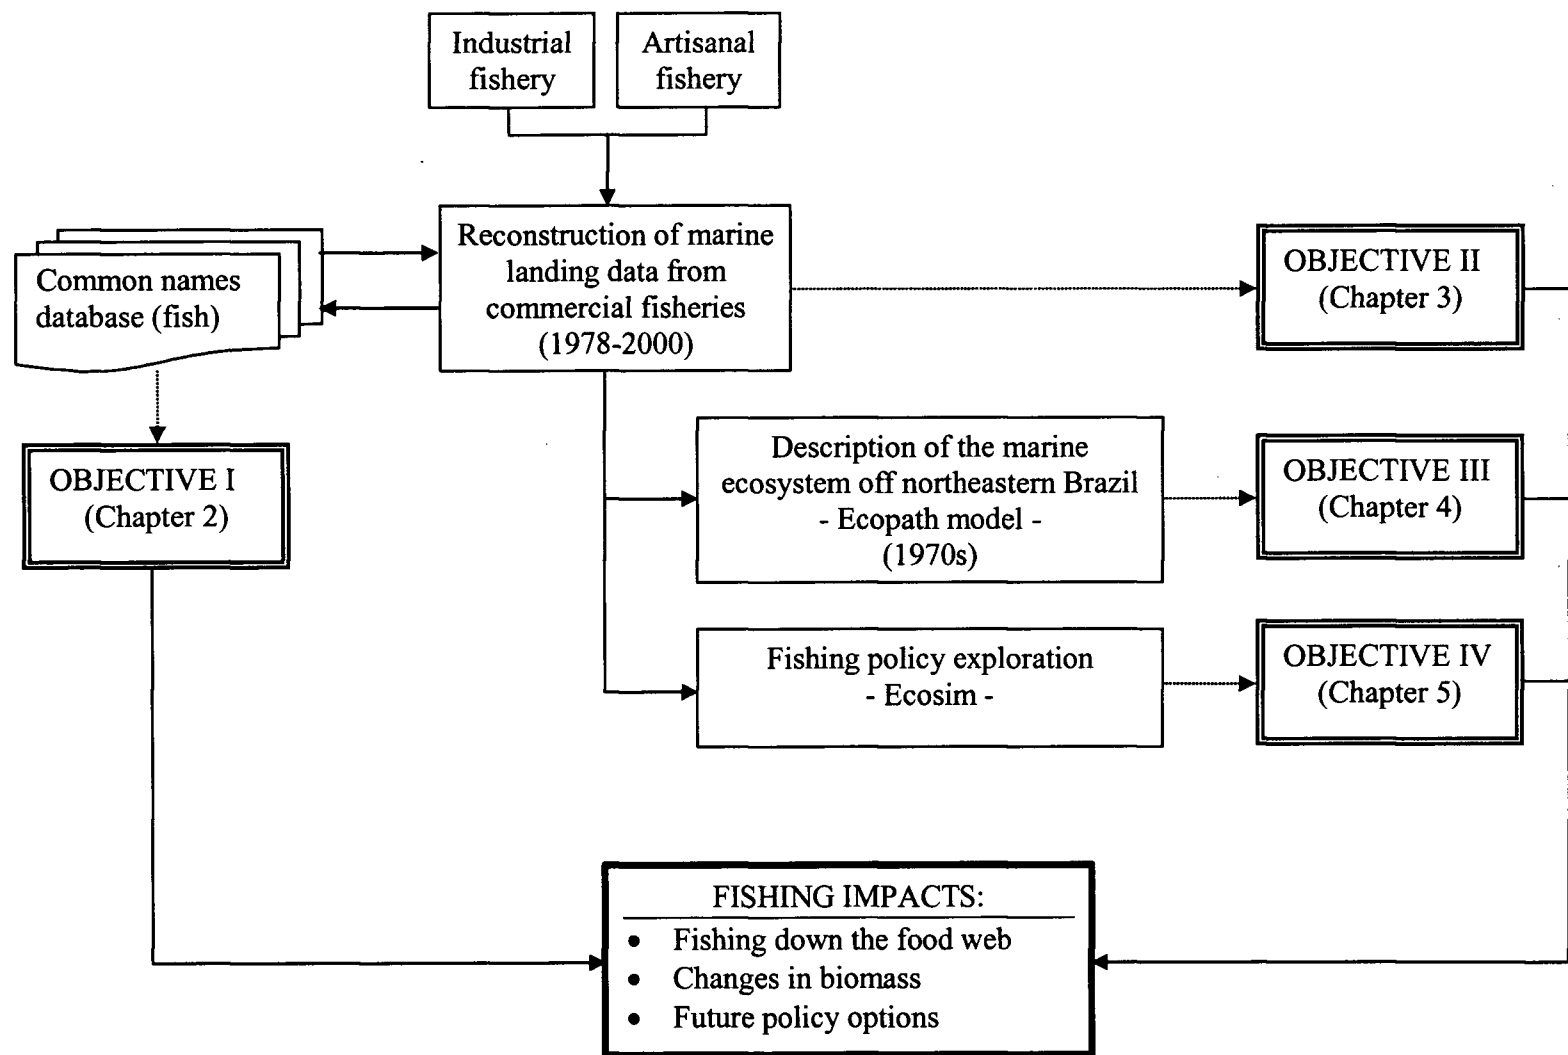 Industrial
fishery
Artisanal
fishery
Reconstruction of marine
landing data from
commercial fisheries
(1978-2000)
Common names
database (fish)
OBJECTIVE I
(Chapter 2)
OBJECTIVE II
(Chapter 3)
Description of the marine
ecosystem off northeastern Brazil
- Ecopath model -
(1970s)
OBJECTIVE III
(Chapter 4)
Fishing policy exploration
- Ecosim -
OBJECTIVE IV
(Chapter 5)
FISHING IMPACTS:
• Fishing down the food web
• Changes in biomass
• Future policy options